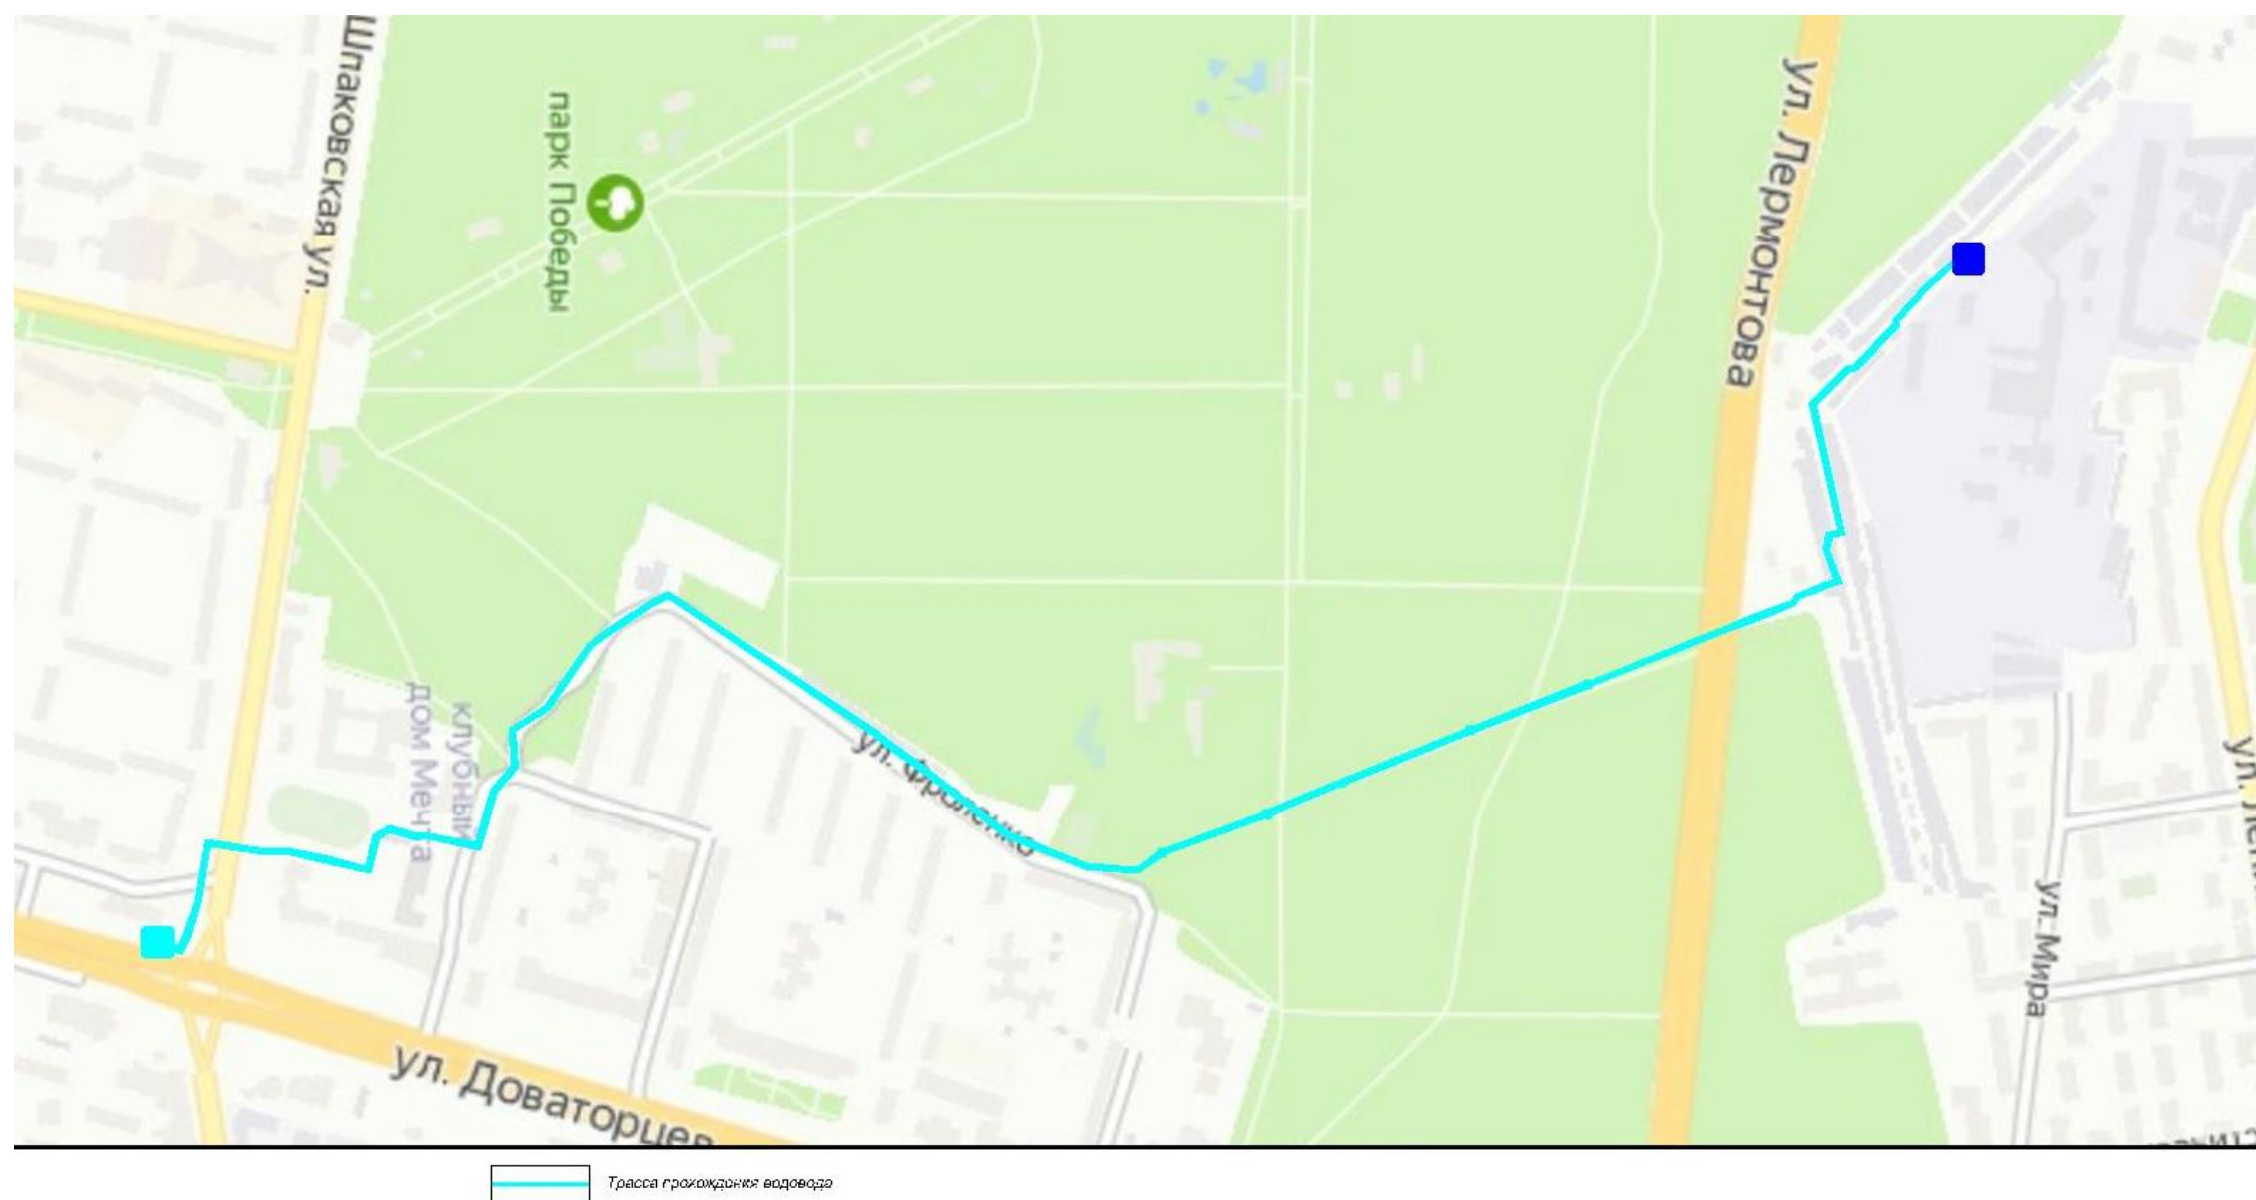 Шпаковская ул.
парк Победы
ул. Лермонтова
клубный
дом Мечта
ул. Фроленко
ул. Мира
ул. Доваторцев
Трасса прохождения водовода